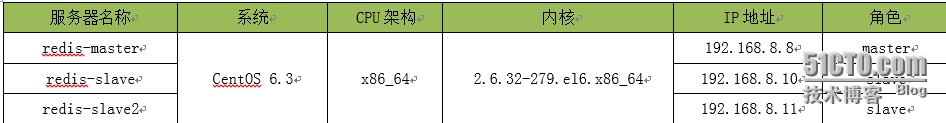 服务器名称 系统 CPU 架构 内核 IP 地址 角色
redis-master 192.168.8.8 master
redis-slave CentOS 6.3 x86_64 2.6.32-279.el6.x86_64 192.168.8.10 slave
redis-slave2 192.168.8.11 slave
51CTO.com
技术博客 Blog